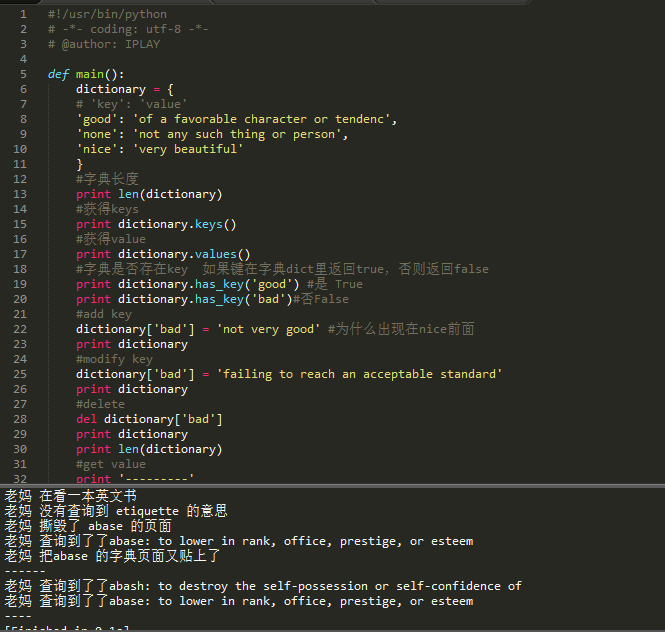 1 #!/usr/bin/python
2 # -*- coding: utf-8 -*-
3 # @author: IPLAY
4
5 def main():
6 dictionary = {
7 # 'key': 'value'
8 'good': 'of a favorable character or tendenc',
9 'none': 'not any such thing or person',
10 'nice': 'very beautiful'
11 }
12 #字典长度
13 print len(dictionary)
14 #获得keys
15 print dictionary.keys()
16 #获得value
17 print dictionary.values()
18 #字典是否存在key 如果键在字典dict里返回true，否则返回false
19 print dictionary.has_key('good') #是 True
20 print dictionary.has_key('bad')#否False
21 #add key
22 dictionary['bad'] = 'not very good' #为什么出现在nice前面
23 print dictionary
24 #modify key
25 dictionary['bad'] = 'failing to reach an acceptable standard'
26 print dictionary
27 #delete
28 del dictionary['bad']
29 print dictionary
30 print len(dictionary)
31 #get value
32 print '---------'
老妈 在看一本英文书
老妈 没有查询到 etiquette 的意思
老妈 撕毁了 abase 的页面
老妈 查询到了了abase: to lower in rank, office, prestige, or esteem
老妈 把abase 的字典页面又贴上了
------
老妈 查询到了了abash: to destroy the self-possession or self-confidence of
老妈 查询到了了abase: to lower in rank, office, prestige, or esteem
----
[Finished in 0.1s]